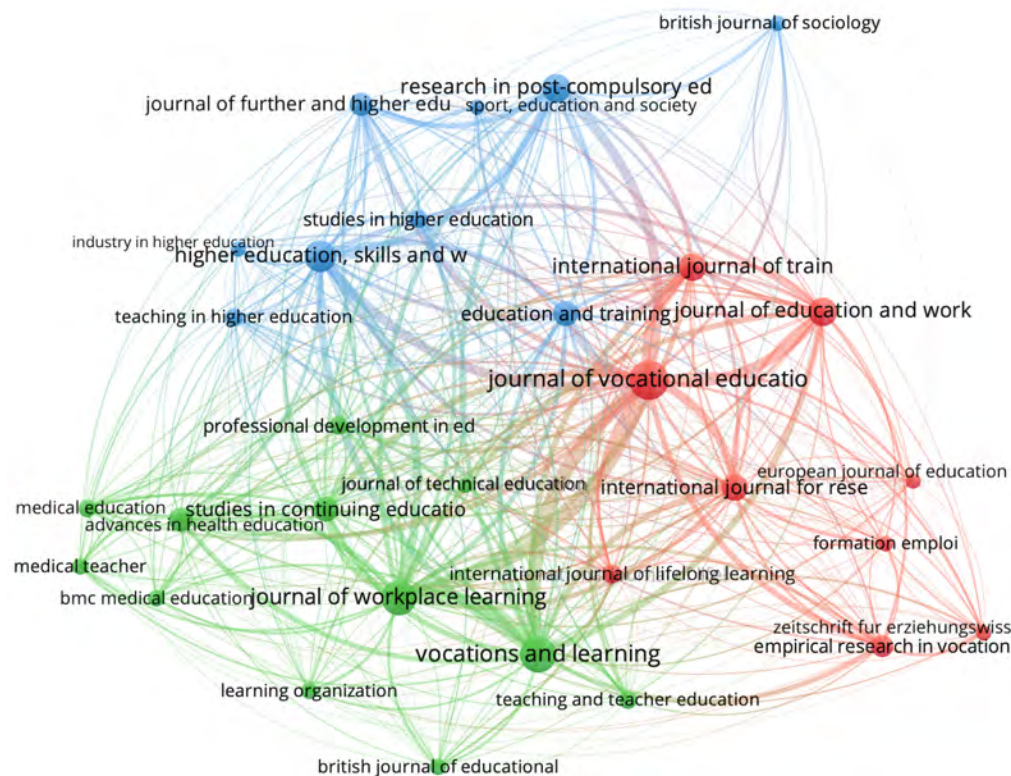 british journal of sociology
research in post-compulsory ed
journal of further and higher edu
sport, education and society
studies in higher education
industry in higher education
higher education, skills and w
international journal of train
teaching in higher education
education and training
journal of education and work
journal of vocational educatio
professional development in ed
european journal of education
journal of technical education
international journal for rese
medical education
studies in continuing educatio
advances in health education
formation emploi
medical teacher
international journal of lifelong learning
bmc medical education
journal of workplace learning
zeitschrift fur erziehungswiss
empirical research in vocation
vocations and learning
learning organization
teaching and teacher education
british journal of educational